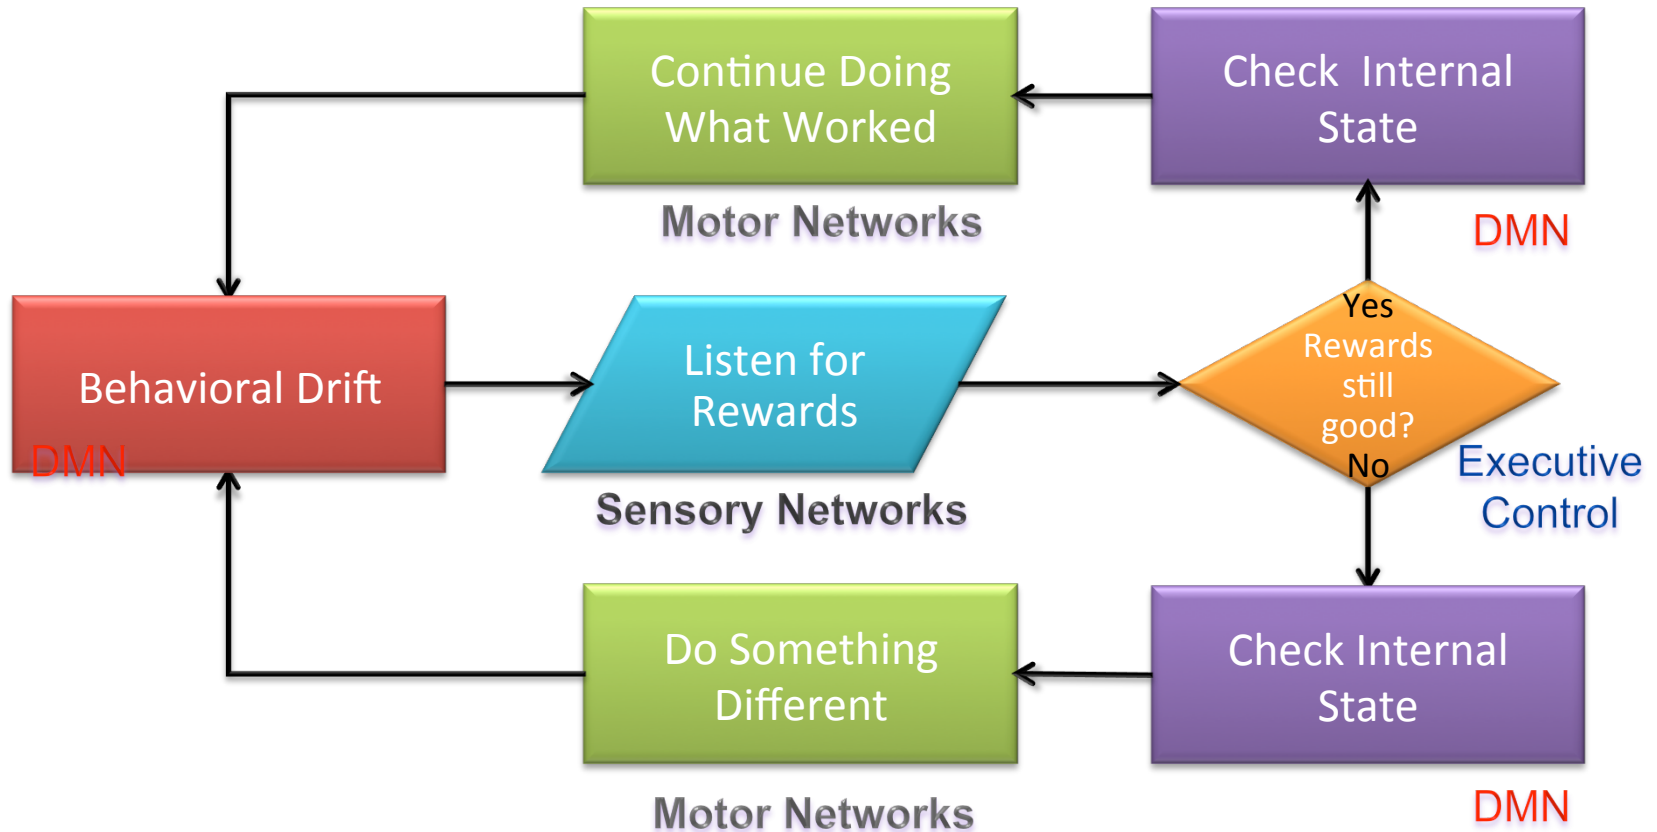 Continue Doing
What Worked
Check Internal
State
Motor Networks
DMN
Behavioral Drift
DMN
Listen for
Rewards
Sensory Networks
Yes
Rewards
still
good?
No
Executive
Control
Do Something
Different
Check Internal
State
Motor Networks
DMN